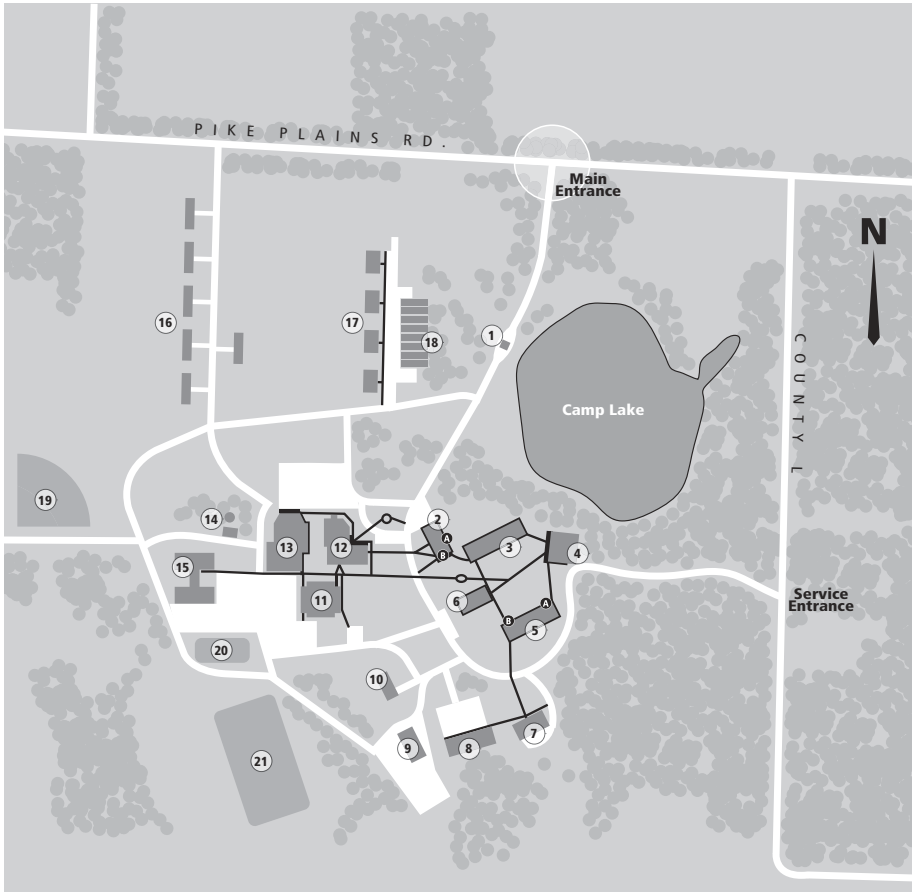 PIKE PLAINS RD.
Main
Entrance
N
16
17
18
1
COUNTY L
Camp Lake
19
14
2
A
B
13
12
3
4
15
11
6
A
B
5
Service
Entrance
20
10
21
9
8
7